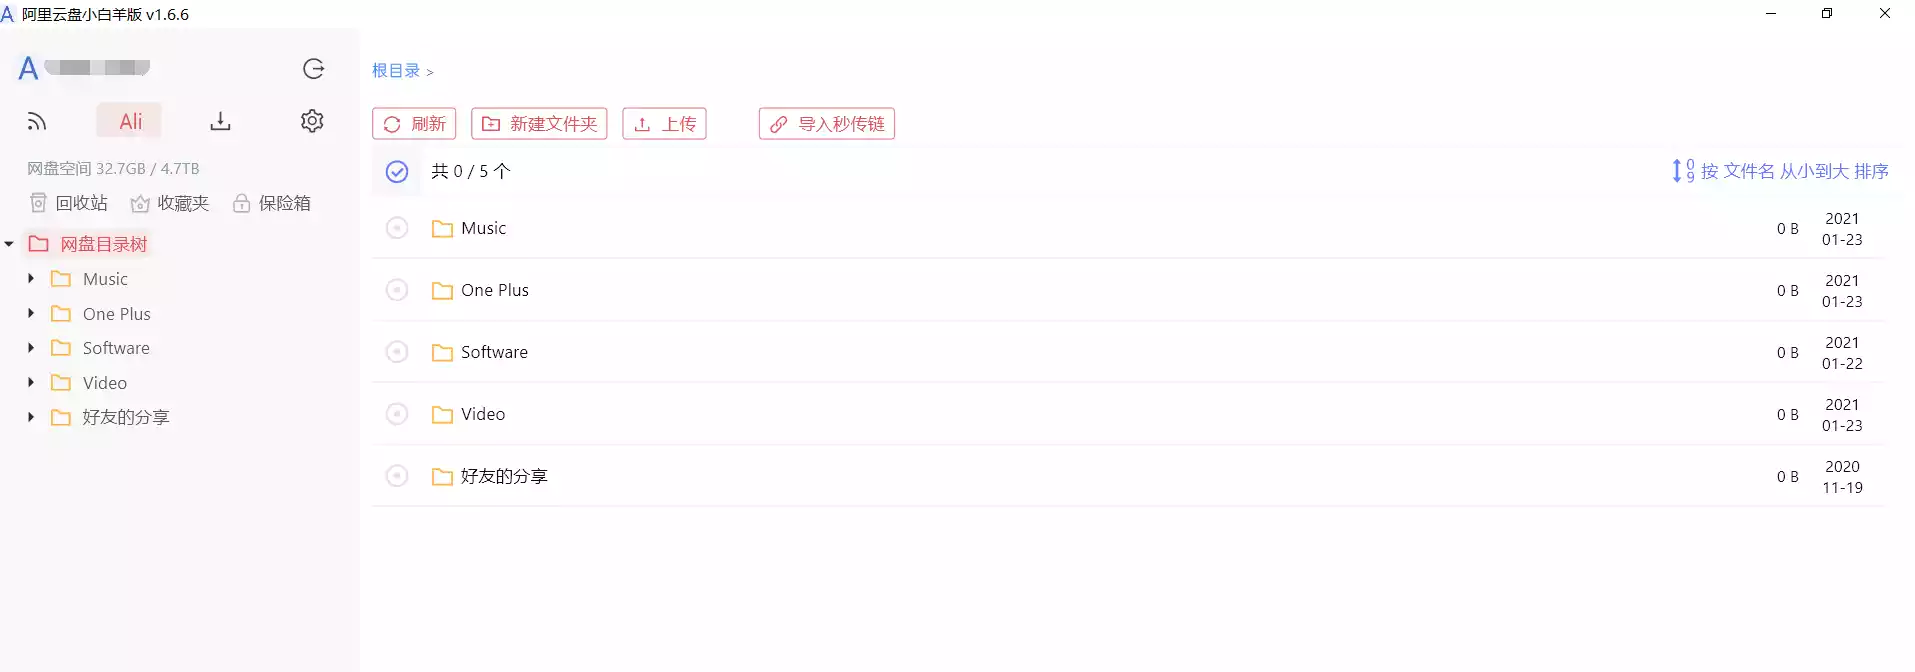 阿里云盘小白羊版 v1.6.6
A
Ali
网盘空间 32.7GB / 4.7TB
回收站 收藏夹 保险箱
网盘目录树
Music
One Plus
Software
Video
好友的分享
根目录 >
刷新 新建文件夹 上传 导入秒传链
共 0 / 5 个
按 文件名 从小到大 排序
Music 0 B 2021
01-23
One Plus 0 B 2021
01-23
Software 0 B 2021
01-22
Video 0 B 2021
01-23
好友的分享 0 B 2020
11-19